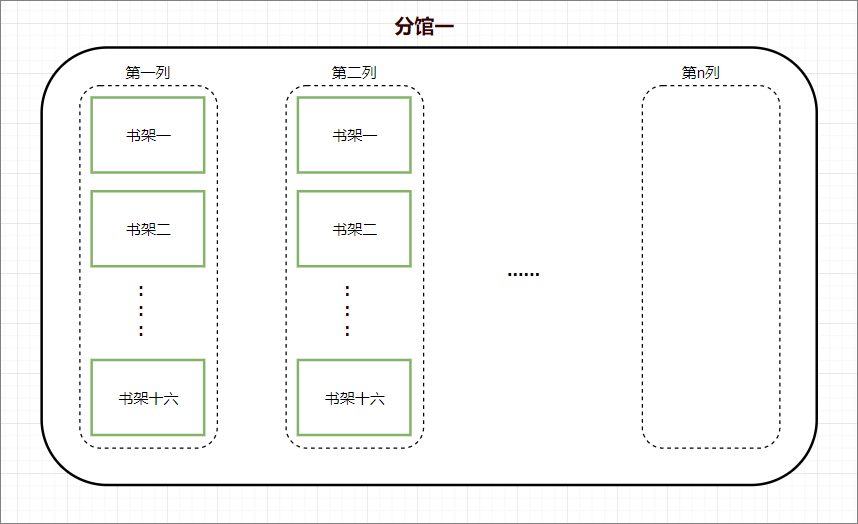 分馆一
第一列
第二列
第n列
书架一
书架一
书架二
书架二
⋮
⋮
......
书架十六
书架十六